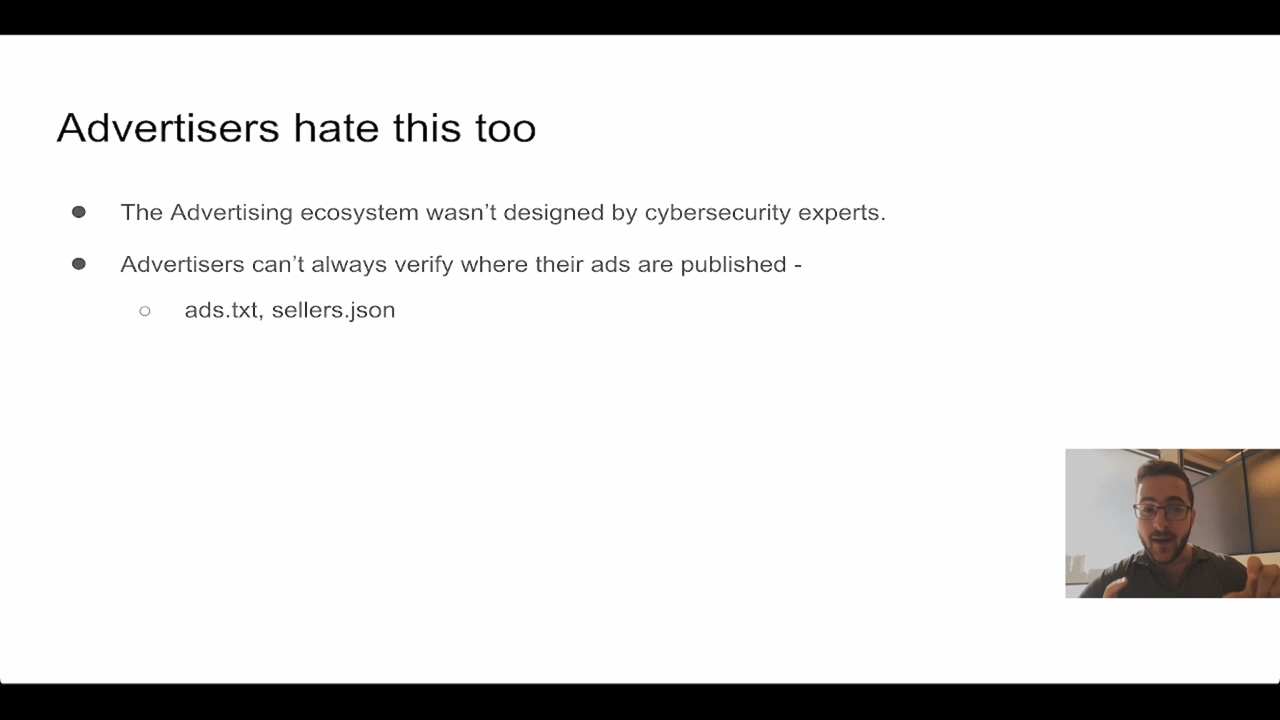 Advertisers hate this too
● The Advertising ecosystem wasn’t designed by cybersecurity experts.
● Advertisers can’t always verify where their ads are published -
○ ads.txt, sellers.json